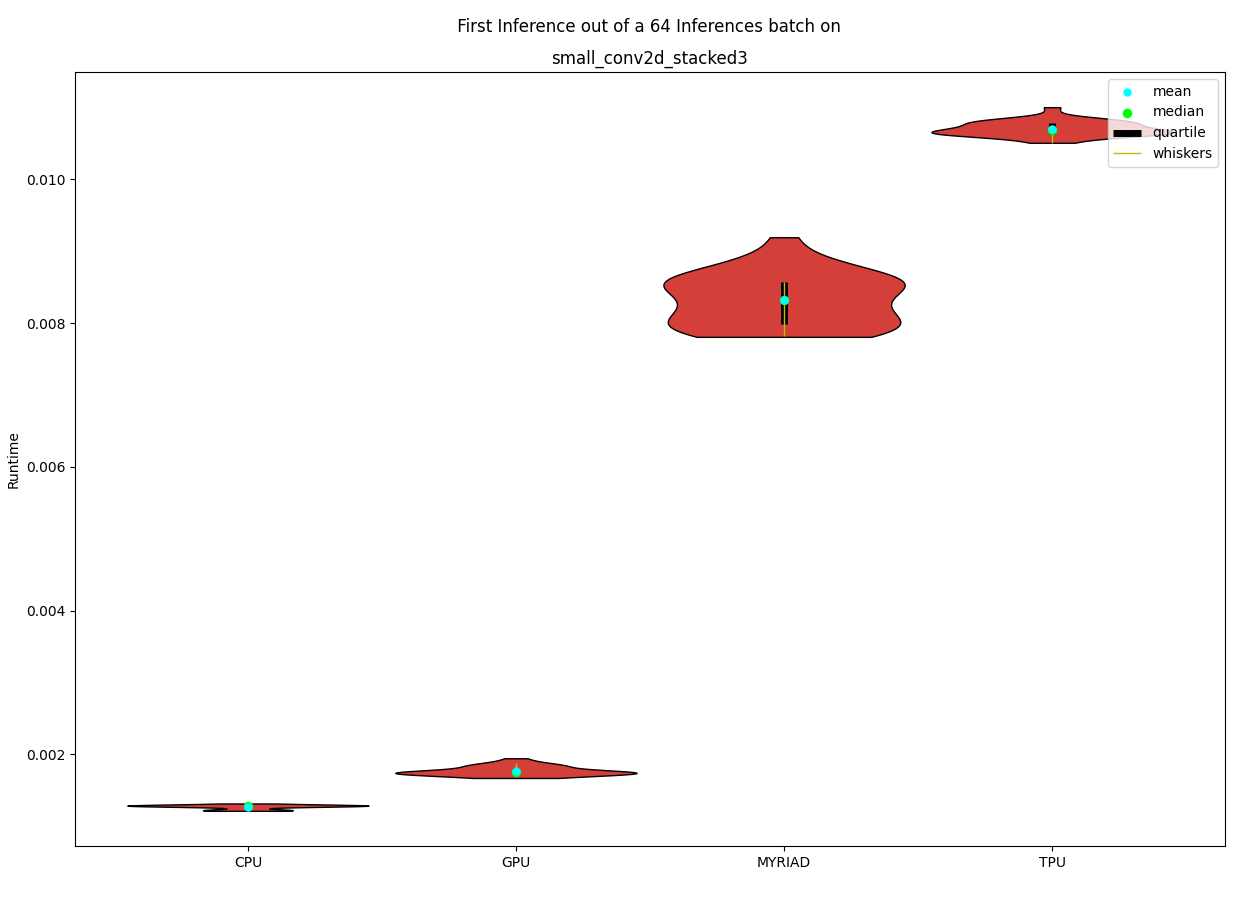 First Inference out of a 64 Inferences batch on
small_conv2d_stacked3
mean
median
quartile
whiskers
Runtime
0.010
0.008
0.006
0.004
0.002
CPU GPU MYRIAD TPU